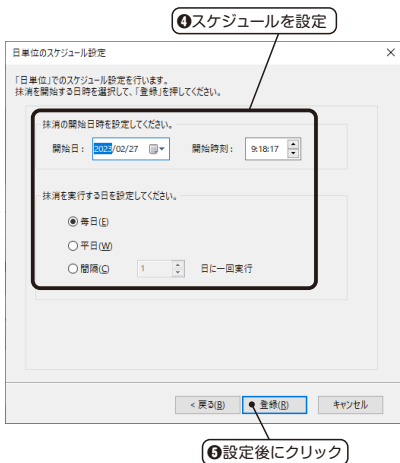 ❹スケジュールを設定
日単位のスケジュール設定
「日単位」でのスケジュール設定を行います。
抹消を開始する日時を選択して、「登録」を押してください。
抹消の開始日時を設定してください。
開始日： 2023/02/27 開始時刻： 9:18:17
抹消を実行する日を設定してください。
毎日(E)
平日(W)
間隔(C) 1 日に一回実行
< 戻る(B) 登録(R) キャンセル
❺設定後にクリック